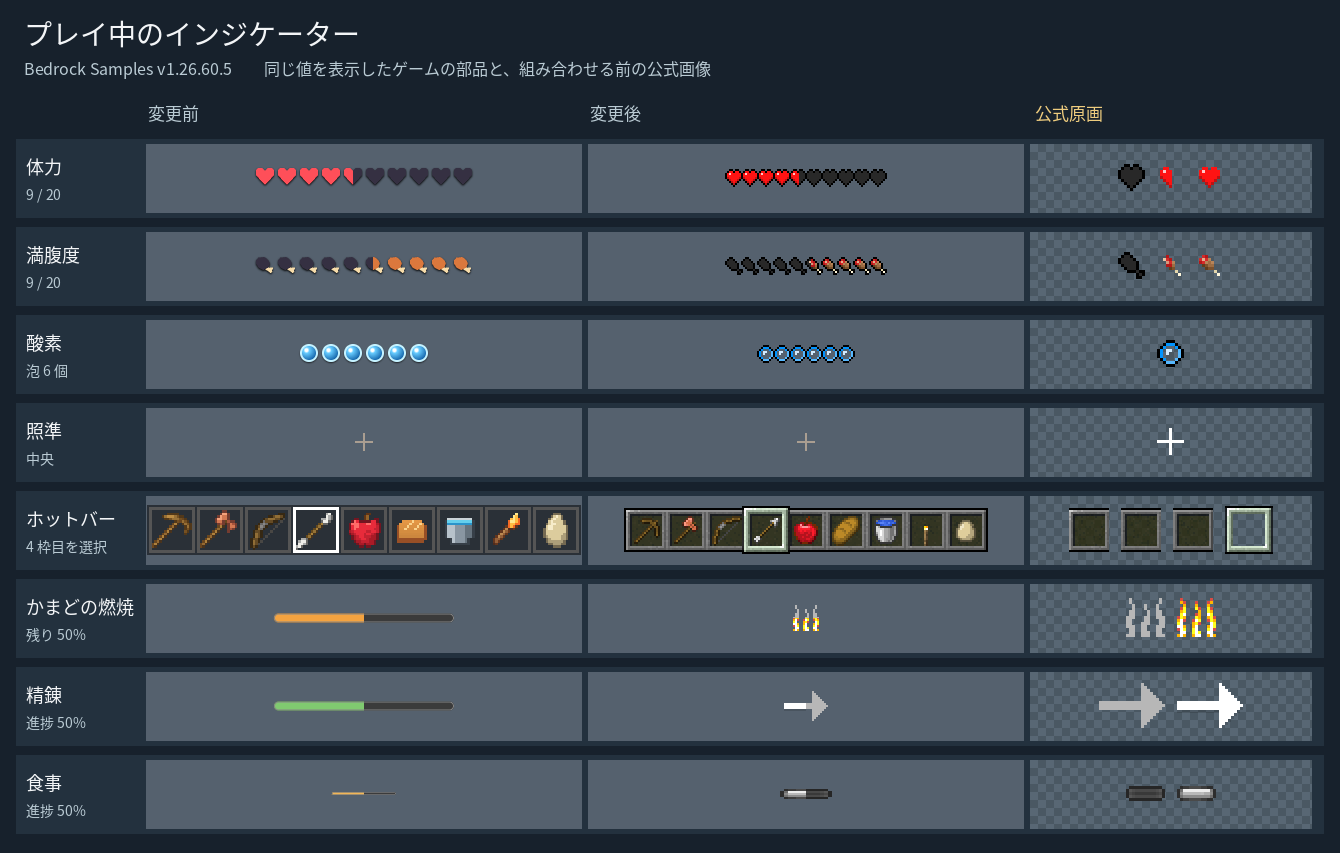 プレイ中のインジケーター
Bedrock Samples v1.26.60.5 同じ値を表示したゲームの部品と、組み合わせる前の公式画像
変更前 変更後 公式原画
体力
9 / 20
満腹度
9 / 20
酸素
泡 6 個
照準
中央
ホットバー
4 枠目を選択
かまどの燃焼
残り 50%
精錬
進捗 50%
食事
進捗 50%